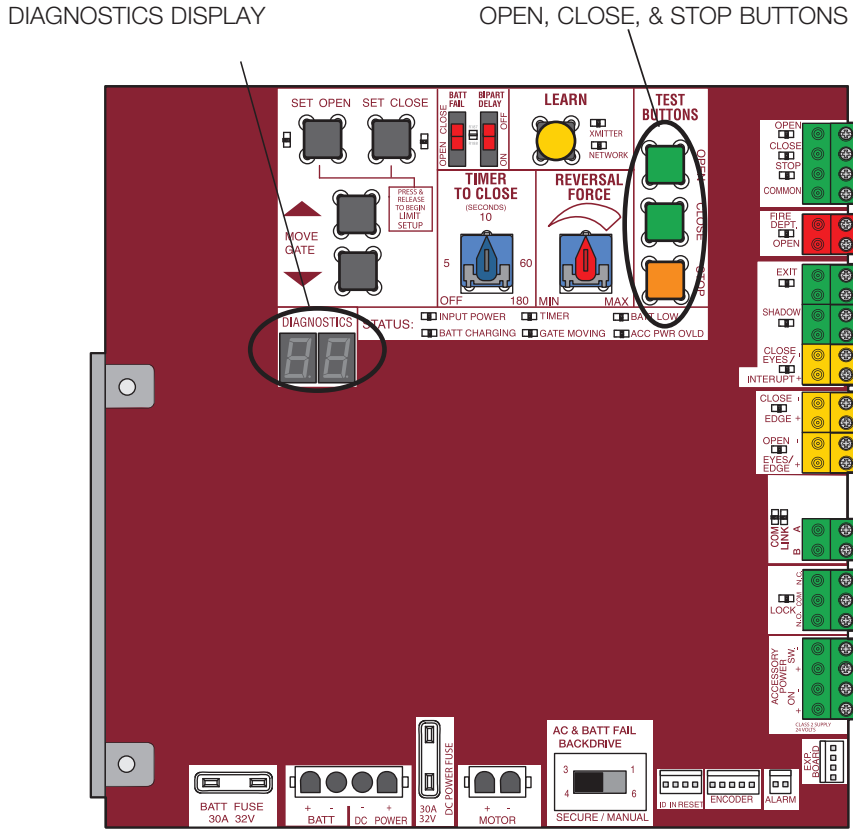 DIAGNOSTICS DISPLAY
OPEN, CLOSE, & STOP BUTTONS
SET OPEN
SET CLOSE
PRESS &
RELEASE
TO BEGIN
LIMIT
SETUP
MOVE
GATE
BATT
FAIL
OPEN CLOSE
BIPART
DELAY
ON OFF
LEARN
XMITTER
NETWORK
TIMER
TO CLOSE
(SECONDS)
10
5
60
OFF
180
REVERSAL
FORCE
MIN
MAX
TEST
BUTTONS
OPEN
CLOSE
STOP
DIAGNOSTICS
STATUS:
INPUT POWER
TIMER
BATT LOW
BATT CHARGING
GATE MOVING
ACC PWR OVLD
OPEN
CLOSE
STOP
COMMON
FIRE
DEPT.
OPEN
EXIT
SHADOW
CLOSE
EYES/ -
INTERUPT +
CLOSE -
EDGE +
OPEN -
EYES/
EDGE +
COM
LINK
A
B
LOCK
N.C.
COM
N.O.
ACCESSORY
POWER
SW.
ON
-
+
-
+
CLASS 2 SUPPLY
24 VOLTS
EXP.
BOARD
BATT FUSE
30A 32V
+ - - +
BATT
DC POWER
DC POWER FUSE
30A
32V
+ -
MOTOR
AC & BATT FAIL
BACKDRIVE
3
1
4
6
SECURE / MANUAL
ID IN RESET
ENCODER
ALARM